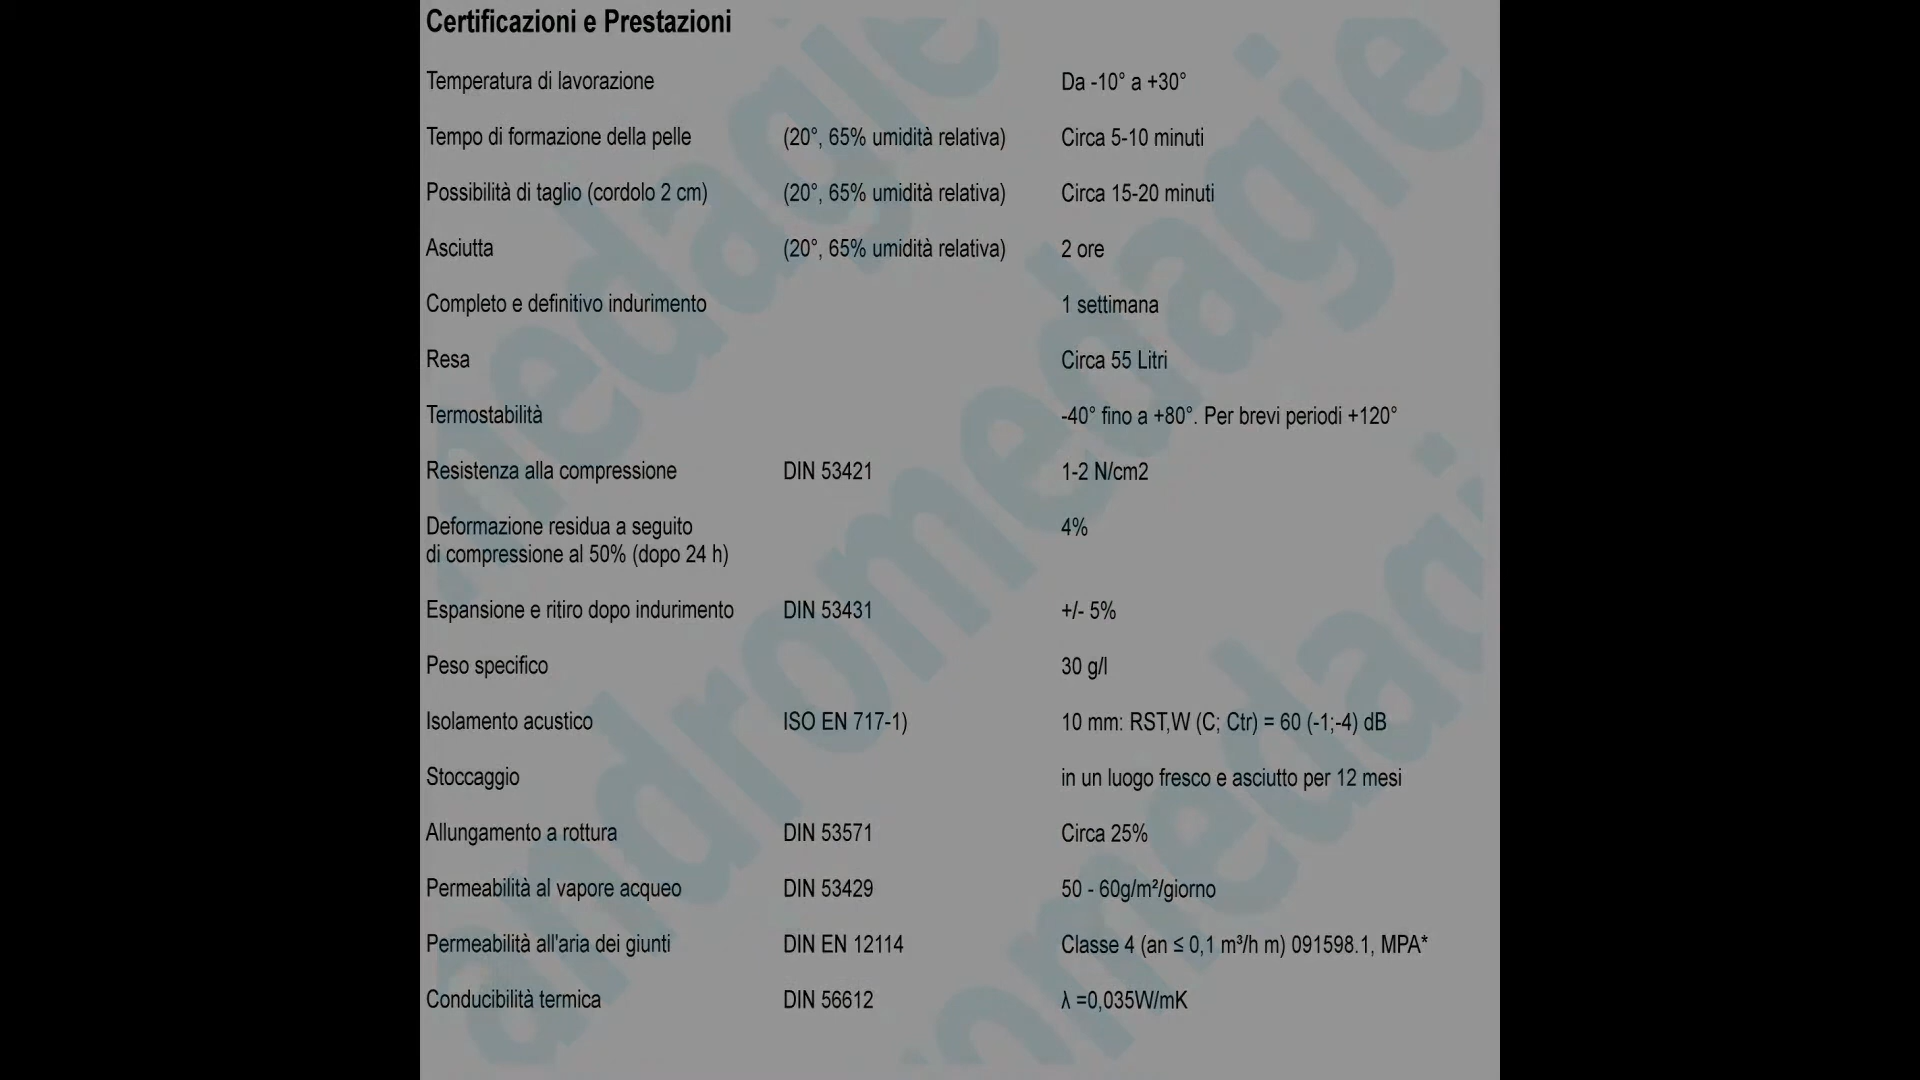 Certificazioni e Prestazioni
Temperatura di lavorazione Da -10° a +30°
Tempo di formazione della pelle (20°, 65% umidità relativa) Circa 5-10 minuti
Possibilità di taglio (cordolo 2 cm) (20°, 65% umidità relativa) Circa 15-20 minuti
Asciutta (20°, 65% umidità relativa) 2 ore
Completo e definitivo indurimento 1 settimana
Resa Circa 55 Litri
Termostabilità -40° fino a +80°. Per brevi periodi +120°
Resistenza alla compressione DIN 53421 1-2 N/cm2
Deformazione residua a seguito 4%
di compressione al 50% (dopo 24 h)
Espansione e ritiro dopo indurimento DIN 53431 +/- 5%
Peso specifico 30 g/l
Isolamento acustico ISO EN 717-1) 10 mm: RST,W (C; Ctr) = 60 (-1;-4) dB
Stoccaggio in un luogo fresco e asciutto per 12 mesi
Allungamento a rottura DIN 53571 Circa 25%
Permeabilità al vapore acqueo DIN 53429 50 - 60g/m²/giorno
Permeabilità all'aria dei giunti DIN EN 12114 Classe 4 (an ≤ 0,1 m³/h m) 091598.1, MPA*
Conducibilità termica DIN 56612 λ =0,035W/mK
andromedagie